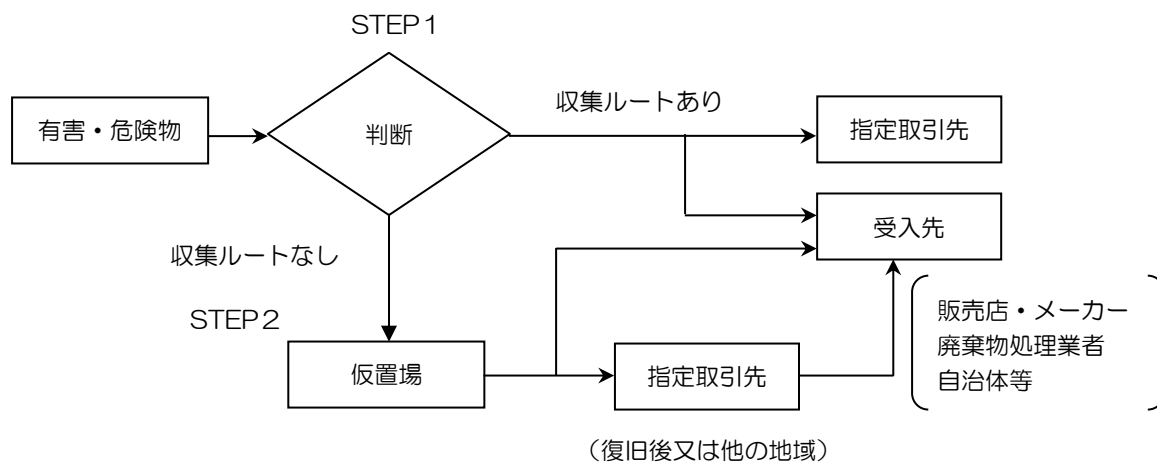 STEP1
収集ルートあり
有害・危険物
判断
指定取引先
受入先
収集ルートなし
販売店・メーカー
廃棄物処理業者
自治体等
STEP2
仮置場
指定取引先
（復旧後又は他の地域）